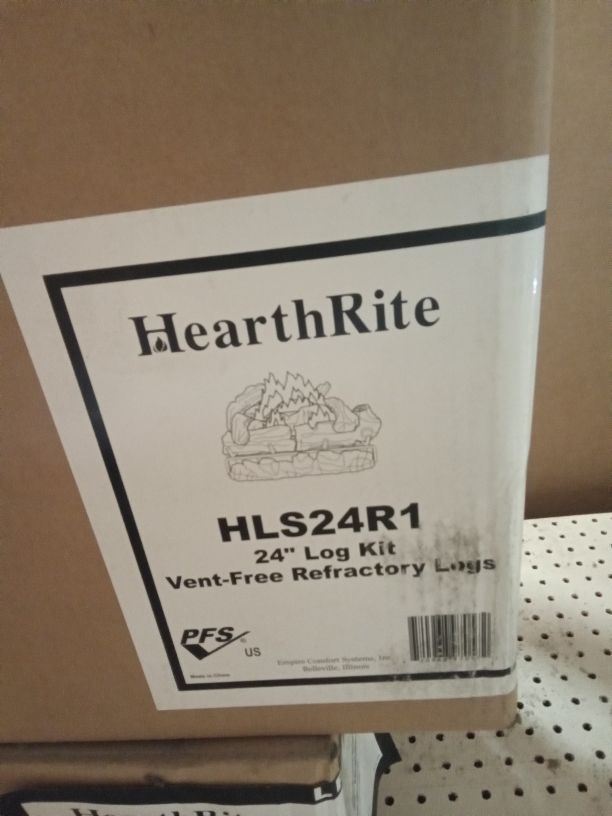 HearthRite
HLS24R1
24" Log Kit
Vent-Free Refractory Logs
PFS®
US
Empire Comfort Systems, Inc.
Belleville, Illinois
Made in China
HearthRite